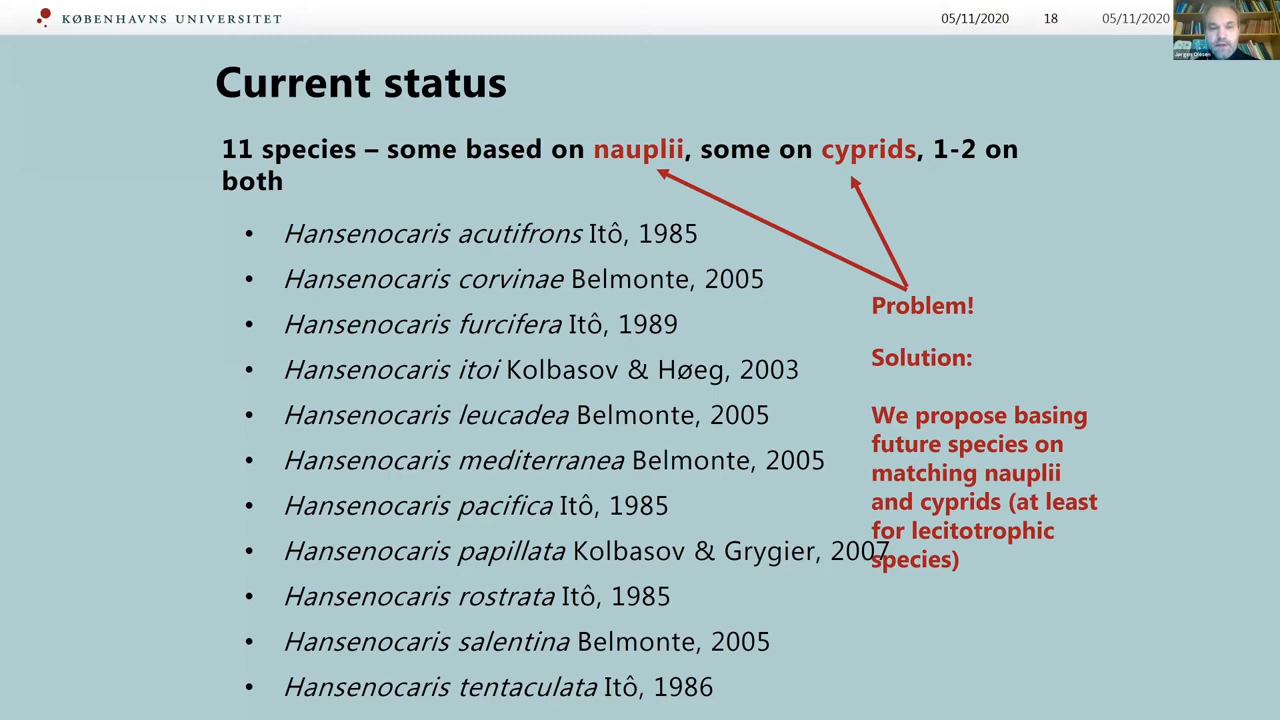 KØBENHAVNS UNIVERSITET
05/11/2020 18 05/11/2020
Jørgen Olesen
Current status
11 species – some based on nauplii, some on cyprids, 1-2 on
both
• Hansenocaris acutifrons Itô, 1985
• Hansenocaris corvinae Belmonte, 2005
• Hansenocaris furcifera Itô, 1989
• Hansenocaris itoi Kolbasov & Høeg, 2003
• Hansenocaris leucadea Belmonte, 2005
• Hansenocaris mediterranea Belmonte, 2005
• Hansenocaris pacifica Itô, 1985
• Hansenocaris papillata Kolbasov & Grygier, 2007
• Hansenocaris rostrata Itô, 1985
• Hansenocaris salentina Belmonte, 2005
• Hansenocaris tentaculata Itô, 1986
Problem!
Solution:
We propose basing
future species on
matching nauplii
and cyprids (at least
for lecitotrophic
species)